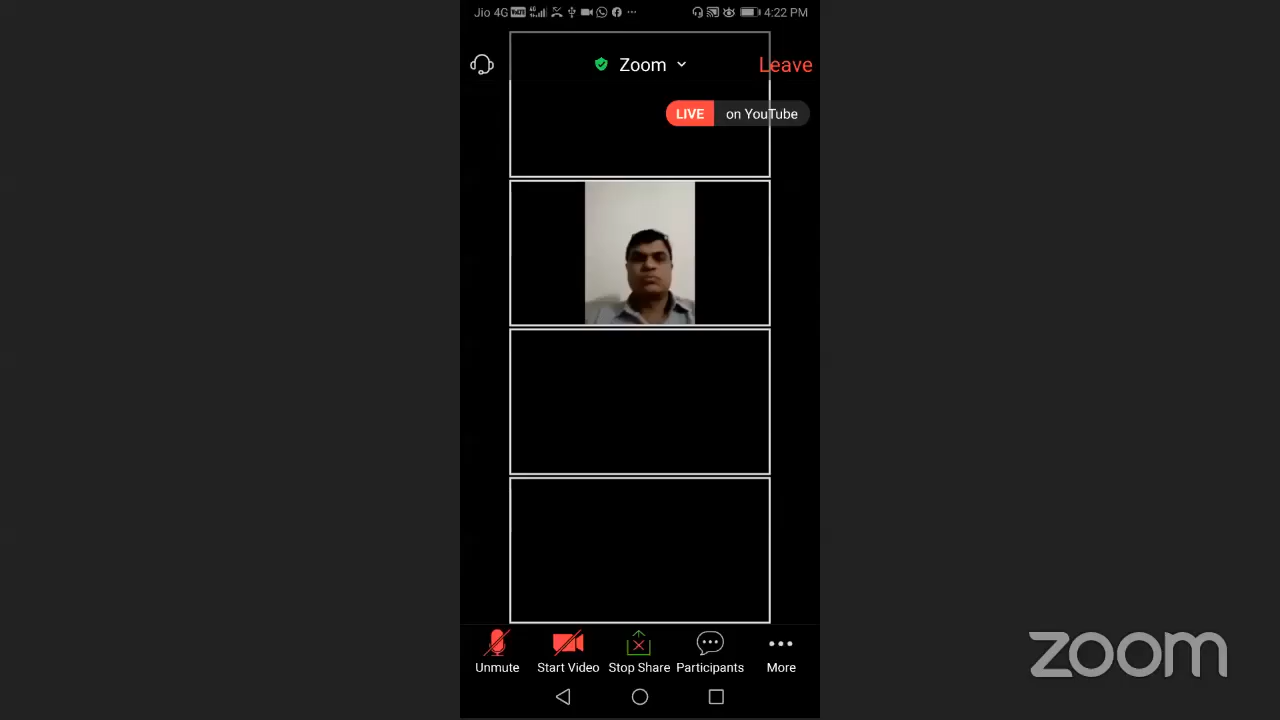 Jio 4G 4:22 PM
Zoom Leave
LIVE on YouTube
Unmute Start Video Stop Share Participants More
zoom